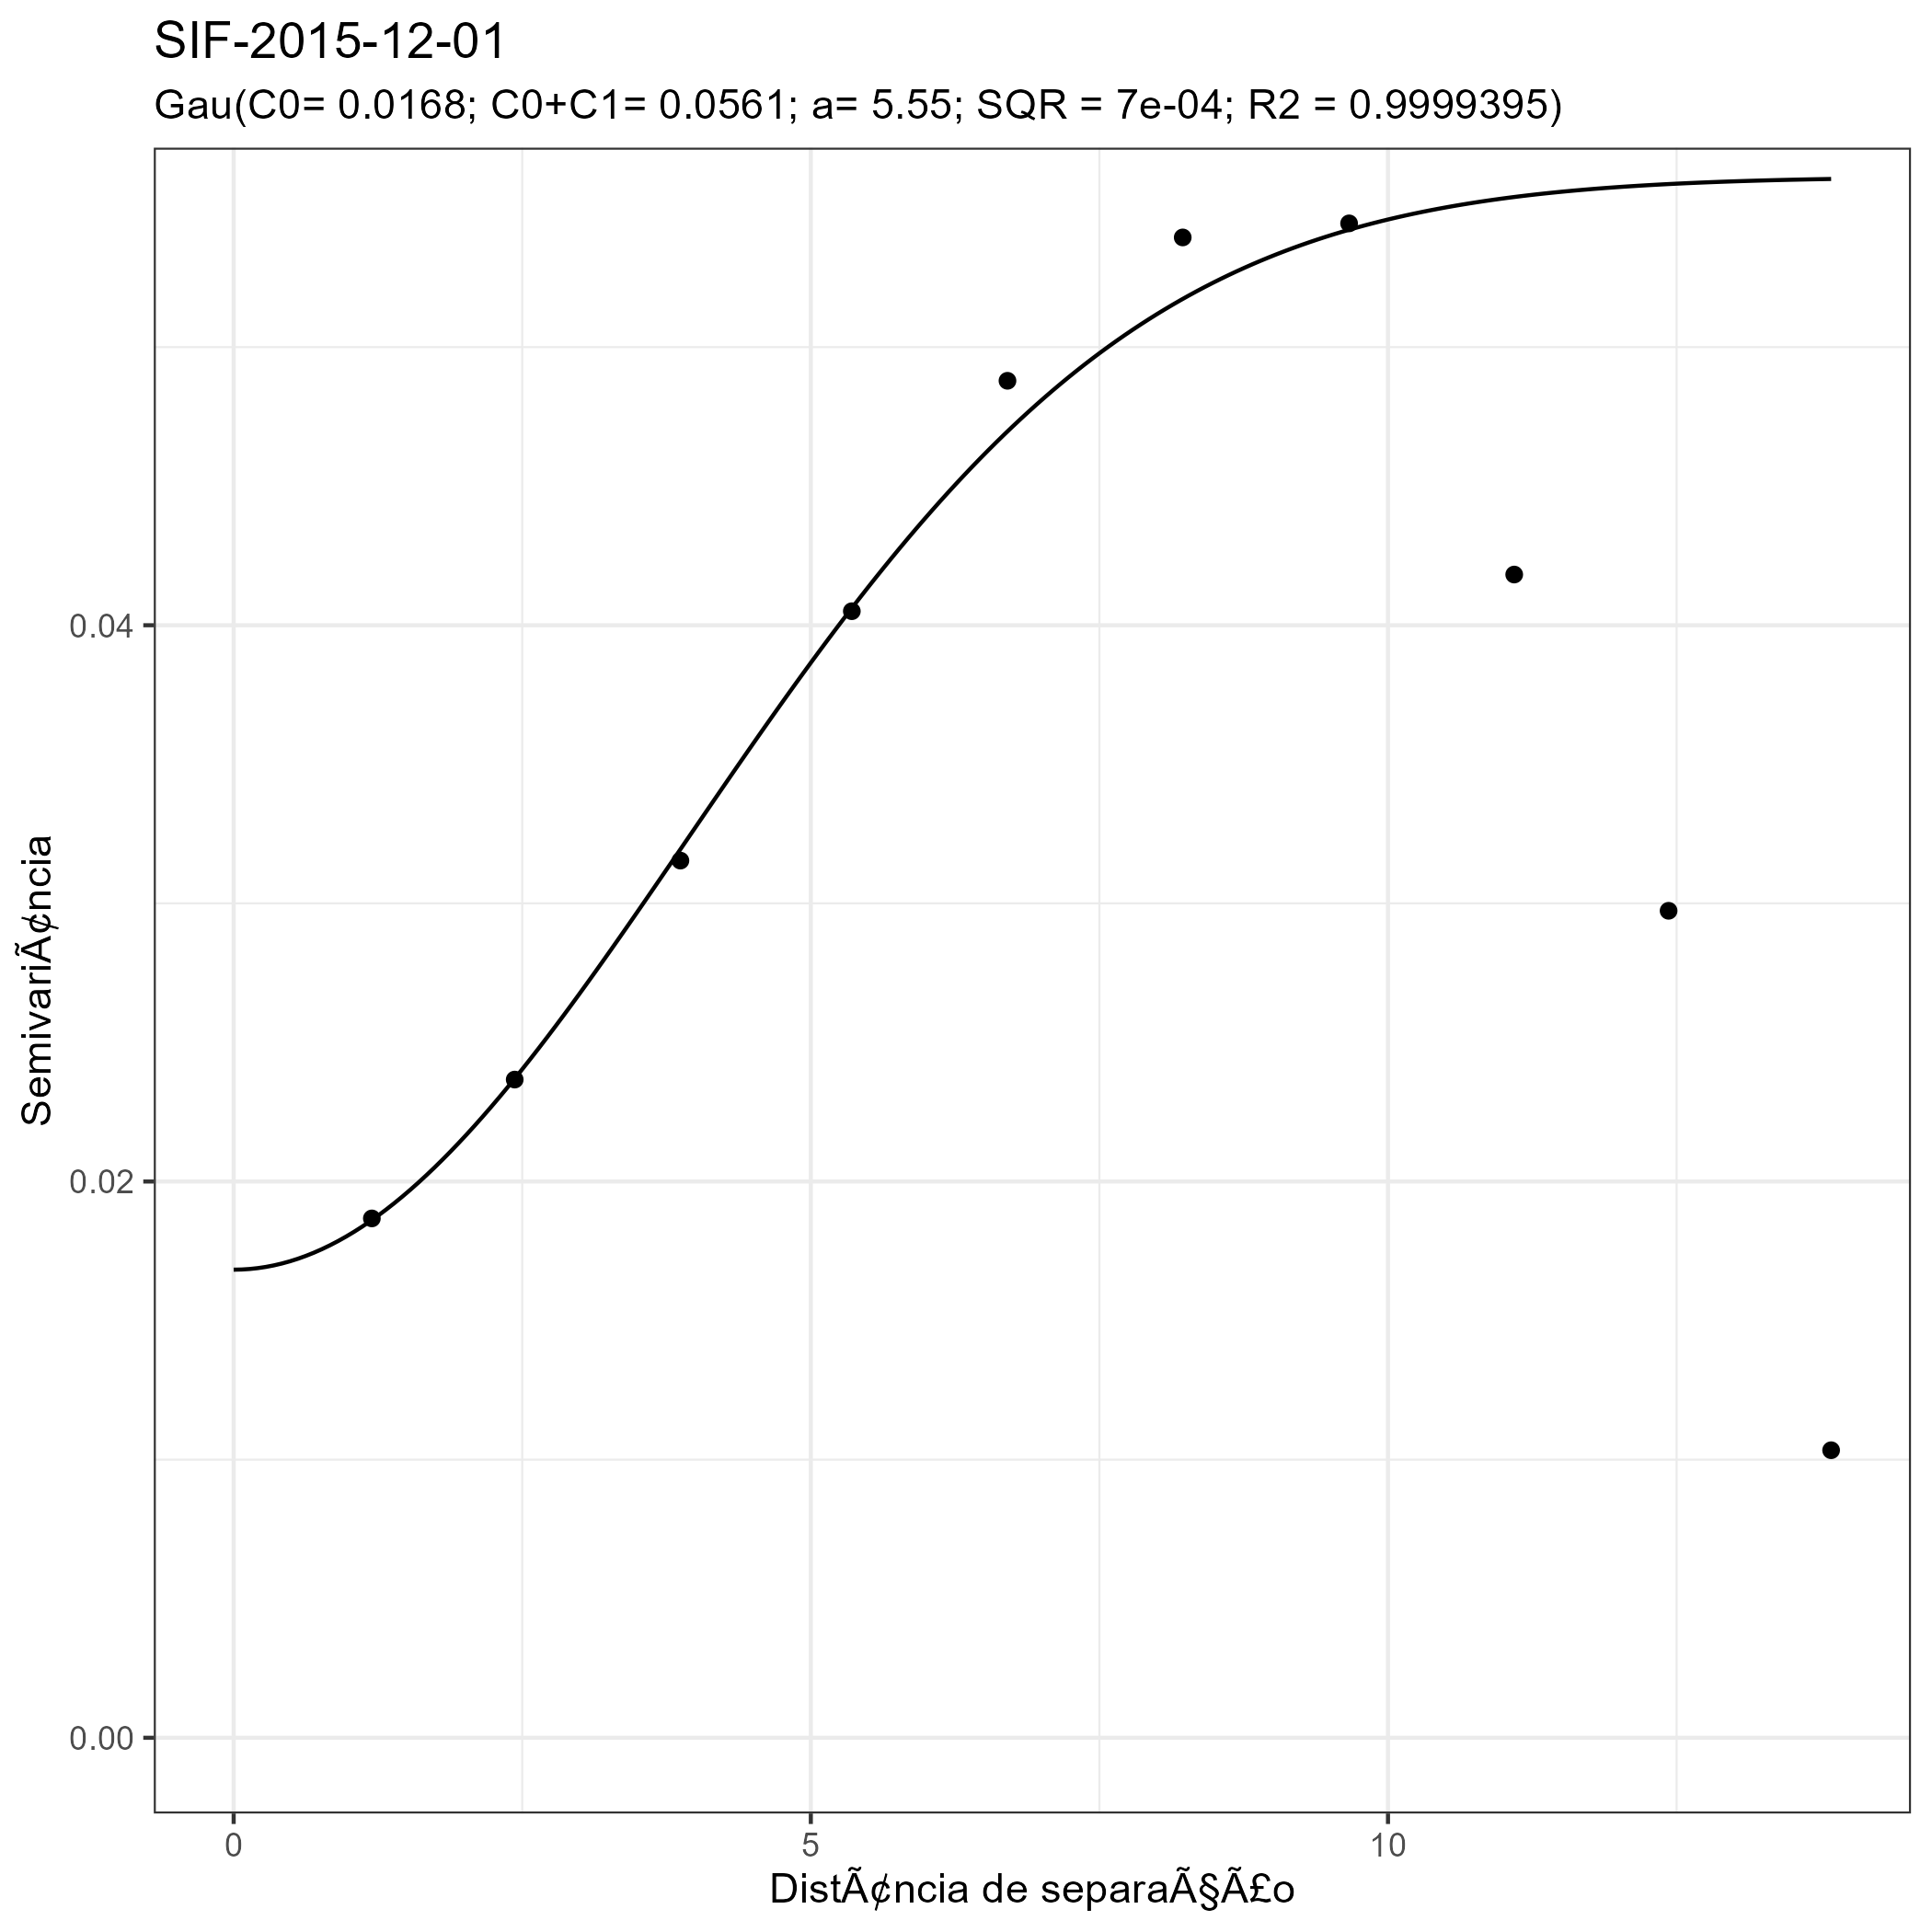 SIF-2015-12-01
Gau(C0= 0.0168; C0+C1= 0.0561; a= 5.55; SQR = 7e-04; R2 = 0.9999395)
SemivariÃ¢ncia
0.04
0.02
0.00
0
5
10
DistÃ¢ncia de separaÃ§Ã£o